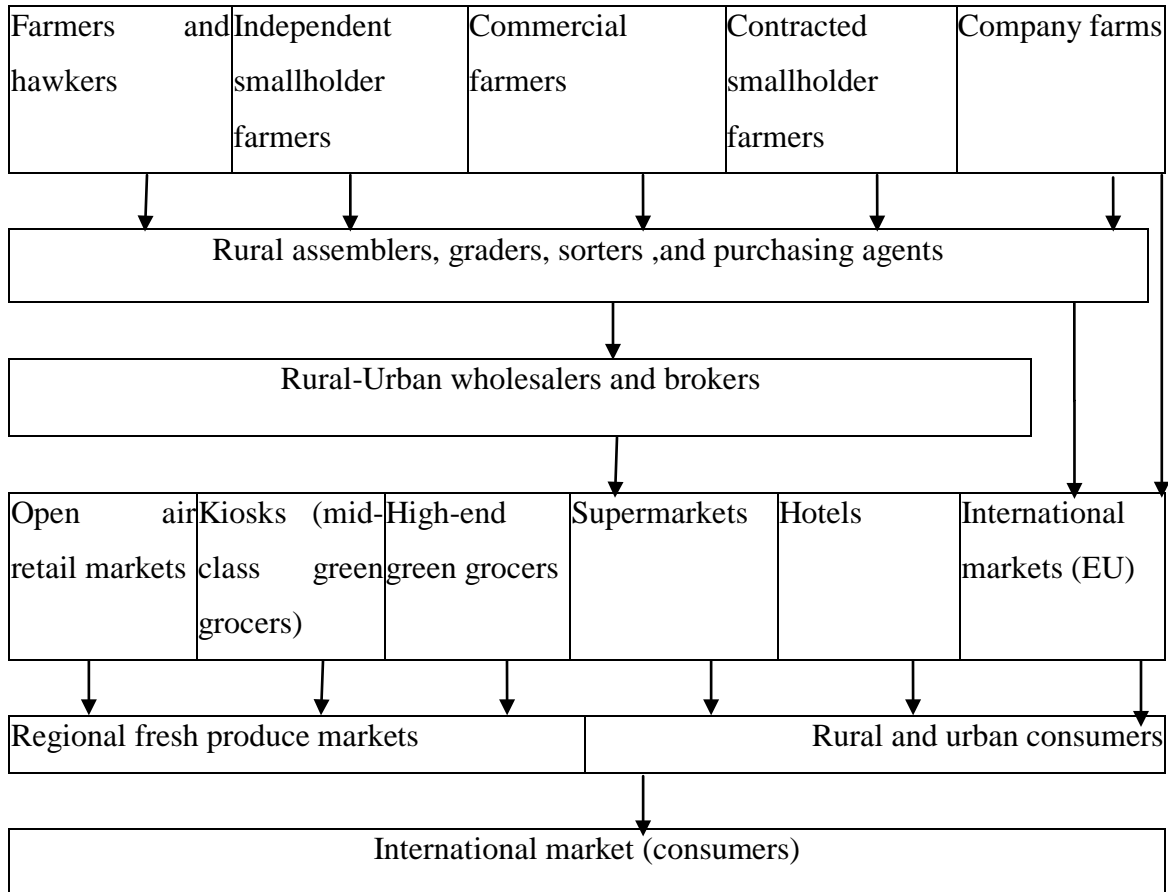 Farmers and
hawkers
Independent
smallholder
farmers
Commercial
farmers
Contracted
smallholder
farmers
Company farms
Rural assemblers, graders, sorters ,and purchasing agents
Rural-Urban wholesalers and brokers
Open air
retail markets
Kiosks (mid-
class green
grocers)
High-end
green grocers
Supermarkets
Hotels
International
markets (EU)
Regional fresh produce markets
Rural and urban consumers
International market (consumers)